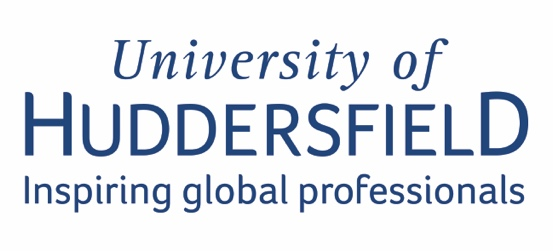 University of
HUDDERSFIELD
Inspiring global professionals